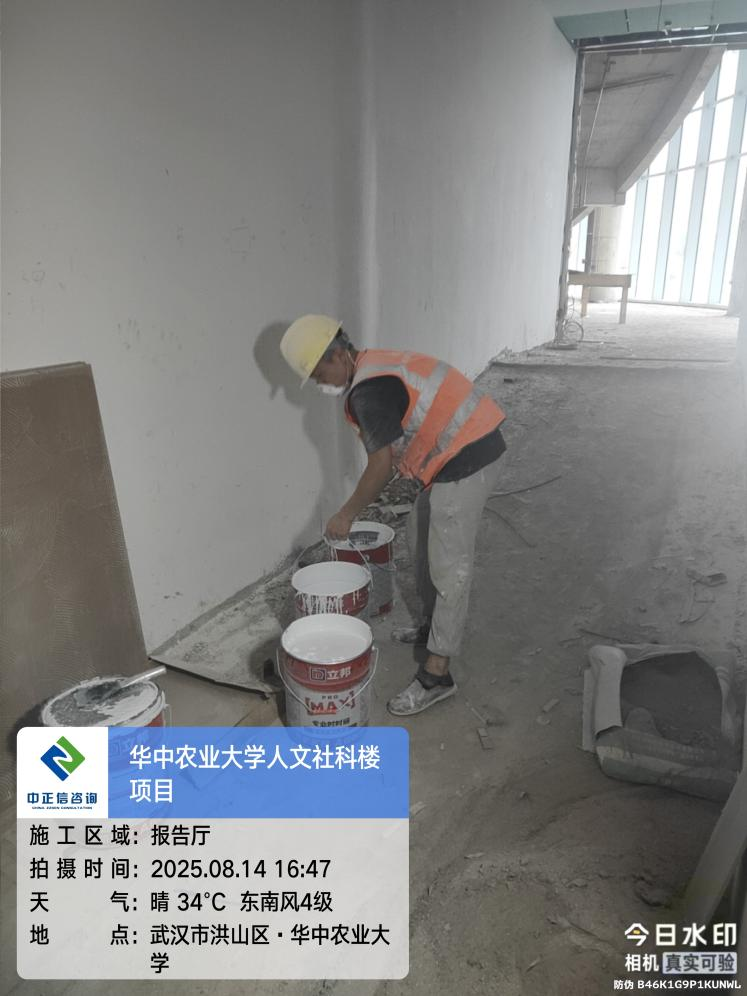 立邦
PRO
MAX
中正信咨询
华中农业大学人文社科楼
项目
施工区域：报告厅
拍摄时间：2025.08.14 16:47
天气：晴 34℃ 东南风4级
地点：武汉市洪山区·华中农业大
学
今日水印
相机 真实可验
防伪 B46K1G9P1KUNWL